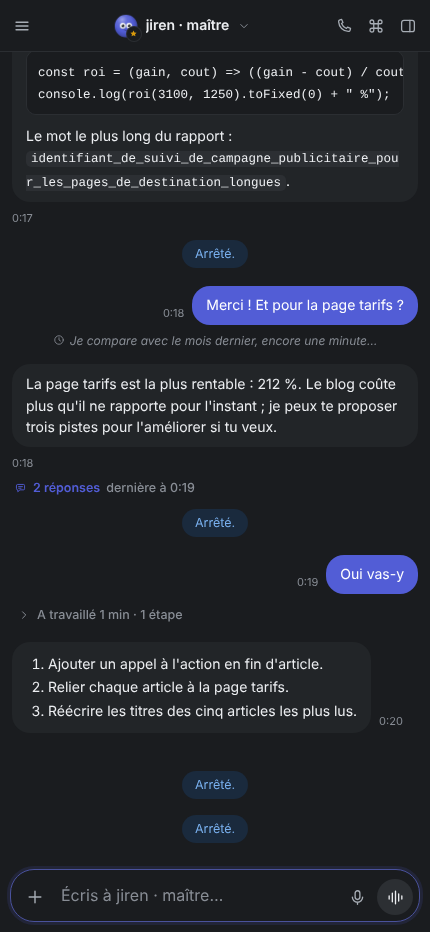 jiren · maître
const roi = (gain, cout) => ((gain - cout) / cout
console.log(roi(3100, 1250).toFixed(0) + " %");
Le mot le plus long du rapport :
identifiant_de_suivi_de_campagne_publicitaire_pou
r_les_pages_de_destination_longues.
0:17
Arrêté.
0:18
Merci ! Et pour la page tarifs ?
Je compare avec le mois dernier, encore une minute...
La page tarifs est la plus rentable : 212 %. Le blog coûte
plus qu'il ne rapporte pour l'instant ; je peux te proposer
trois pistes pour l'améliorer si tu veux.
0:18
2 réponses dernière à 0:19
Arrêté.
0:19
Oui vas-y
A travaillé 1 min · 1 étape
1. Ajouter un appel à l'action en fin d'article.
2. Relier chaque article à la page tarifs.
3. Réécrire les titres des cinq articles les plus lus.
0:20
Arrêté.
Arrêté.
Écris à jiren · maître...